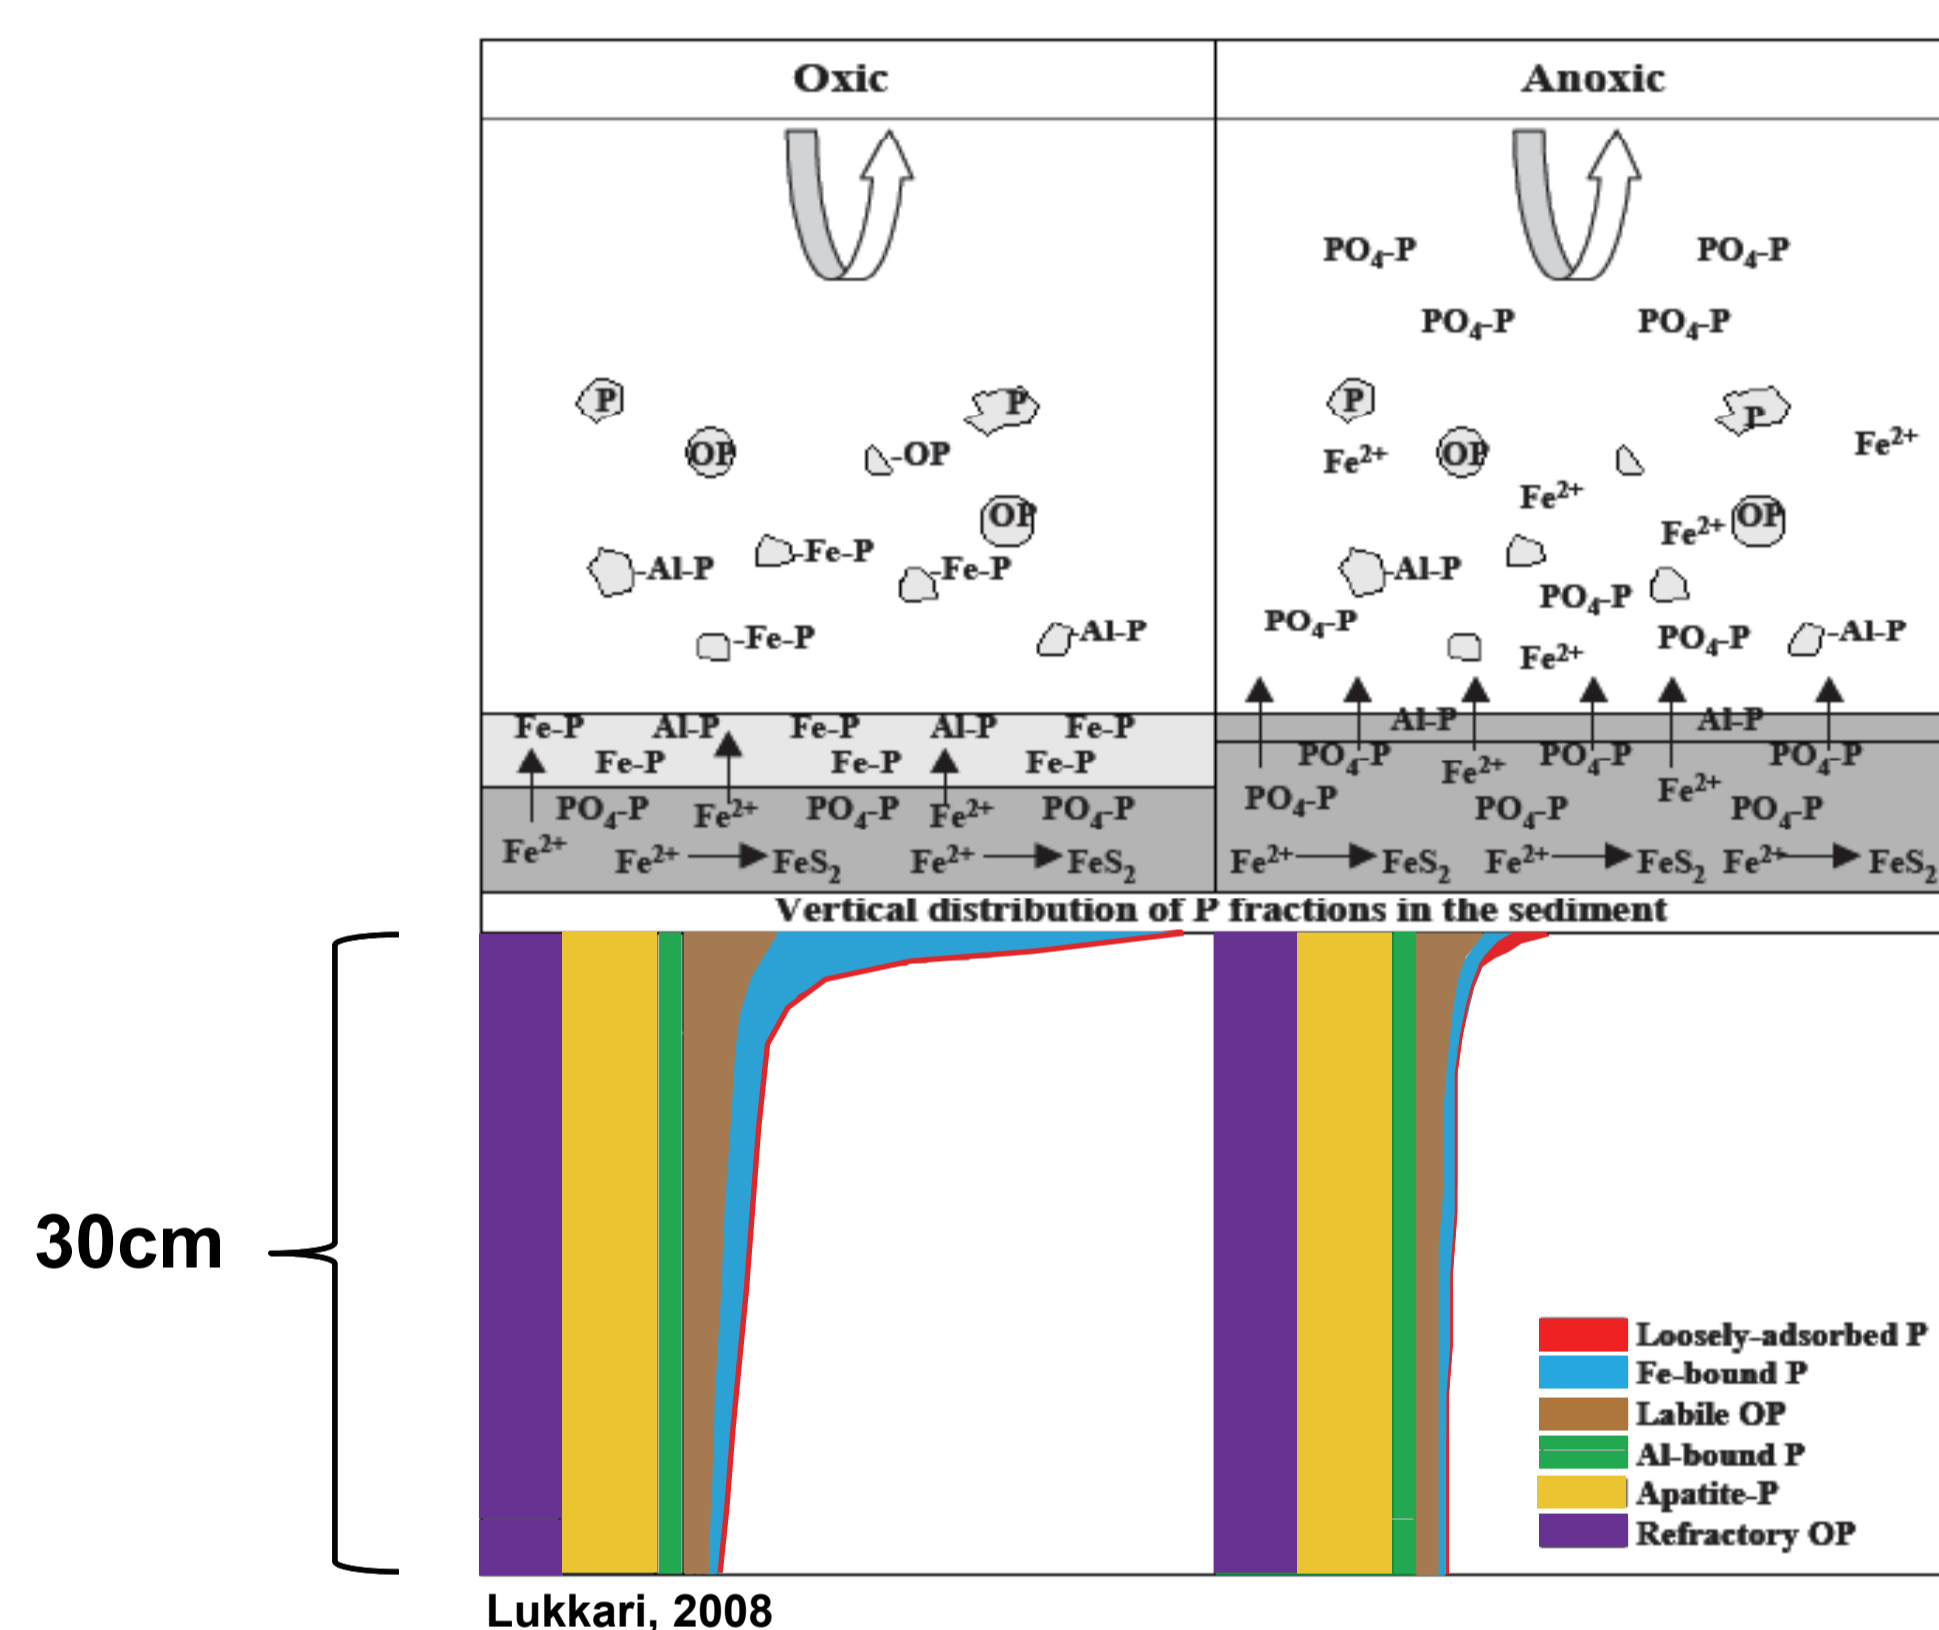 Oxic
Anoxic
PO4-P PO4-P
PO4-P PO4-P
P P P P
OP -OP Fe2+ OP Fe2+
OP Fe2+ Fe2+ OP
-Al-P -Fe-P -Fe-P -Al-P PO4-P
-Fe-P -Al-P PO4-P Fe2+ PO4-P -Al-P
Fe-P Al-P Fe-P Al-P Fe-P Al-P Al-P
Fe-P Fe-P Fe-P PO4-P Fe2+ PO4-P PO4-P
PO4-P Fe2+ PO4-P Fe2+ PO4-P PO4-P PO4-P Fe2+ PO4-P
Fe2+ Fe2+ FeS2 Fe2+ FeS2 Fe2+ FeS2 Fe2+ FeS2 Fe2+ FeS2
Vertical distribution of P fractions in the sediment
30cm
Loosely-adsorbed P
Fe-bound P
Labile OP
Al-bound P
Apatite-P
Refractory OP
Lukkari, 2008